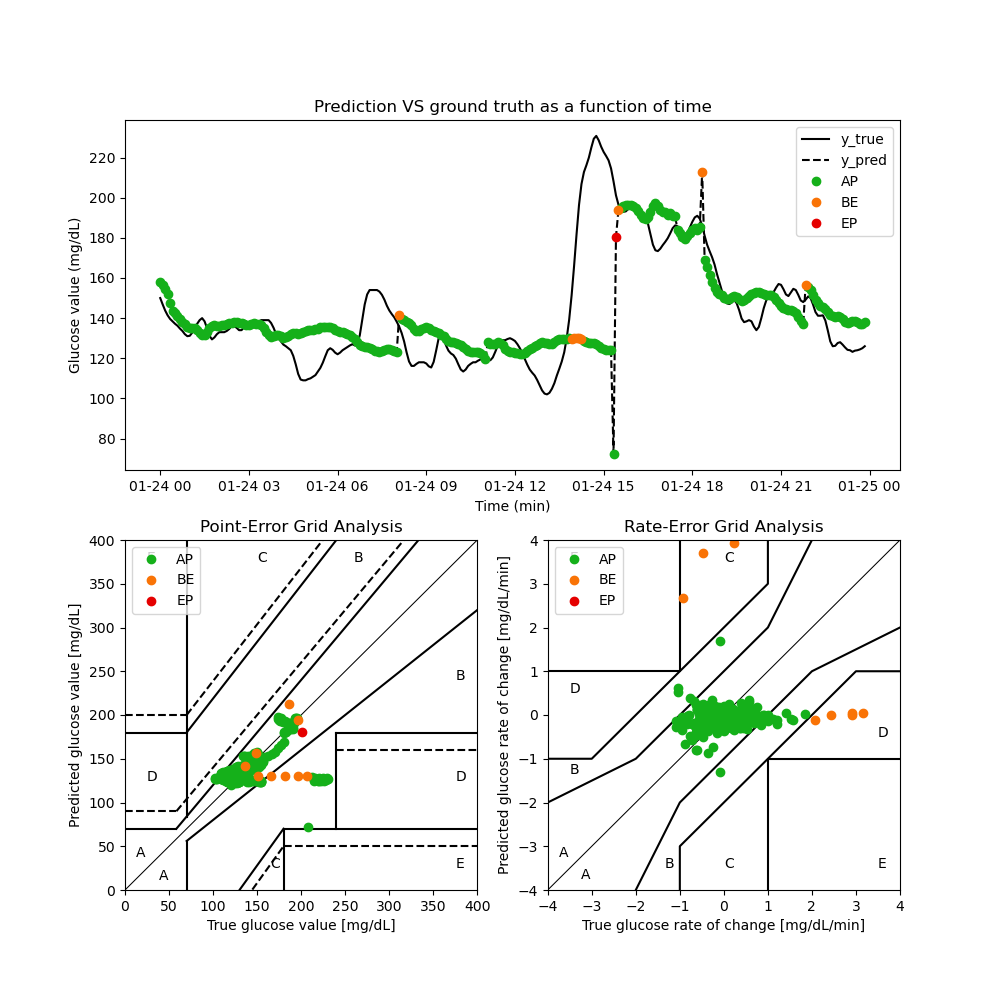 Prediction VS ground truth as a function of time
Glucose value (mg/dL)
220
200
180
160
140
120
100
80
y_true
y_pred
AP
BE
EP
01-24 00 01-24 03 01-24 06 01-24 09 01-24 12 01-24 15 01-24 18 01-24 21 01-25 00
Time (min)
Point-Error Grid Analysis
Predicted glucose value [mg/dl]
400
350
300
250
200
150
100
50
0
AP
BE
EP
C B
B
D D
A
A C E
0 50 100 150 200 250 300 350 400
True glucose value [mg/dL]
Rate-Error Grid Analysis
Predicted glucose rate of change [mg/dL/min]
4
3
2
1
0
−1
−2
−3
−4
AP
BE
EP
C
D
D
B
A
A B C E
−4 −3 −2 −1 0 1 2 3 4
True glucose rate of change [mg/dL/min]